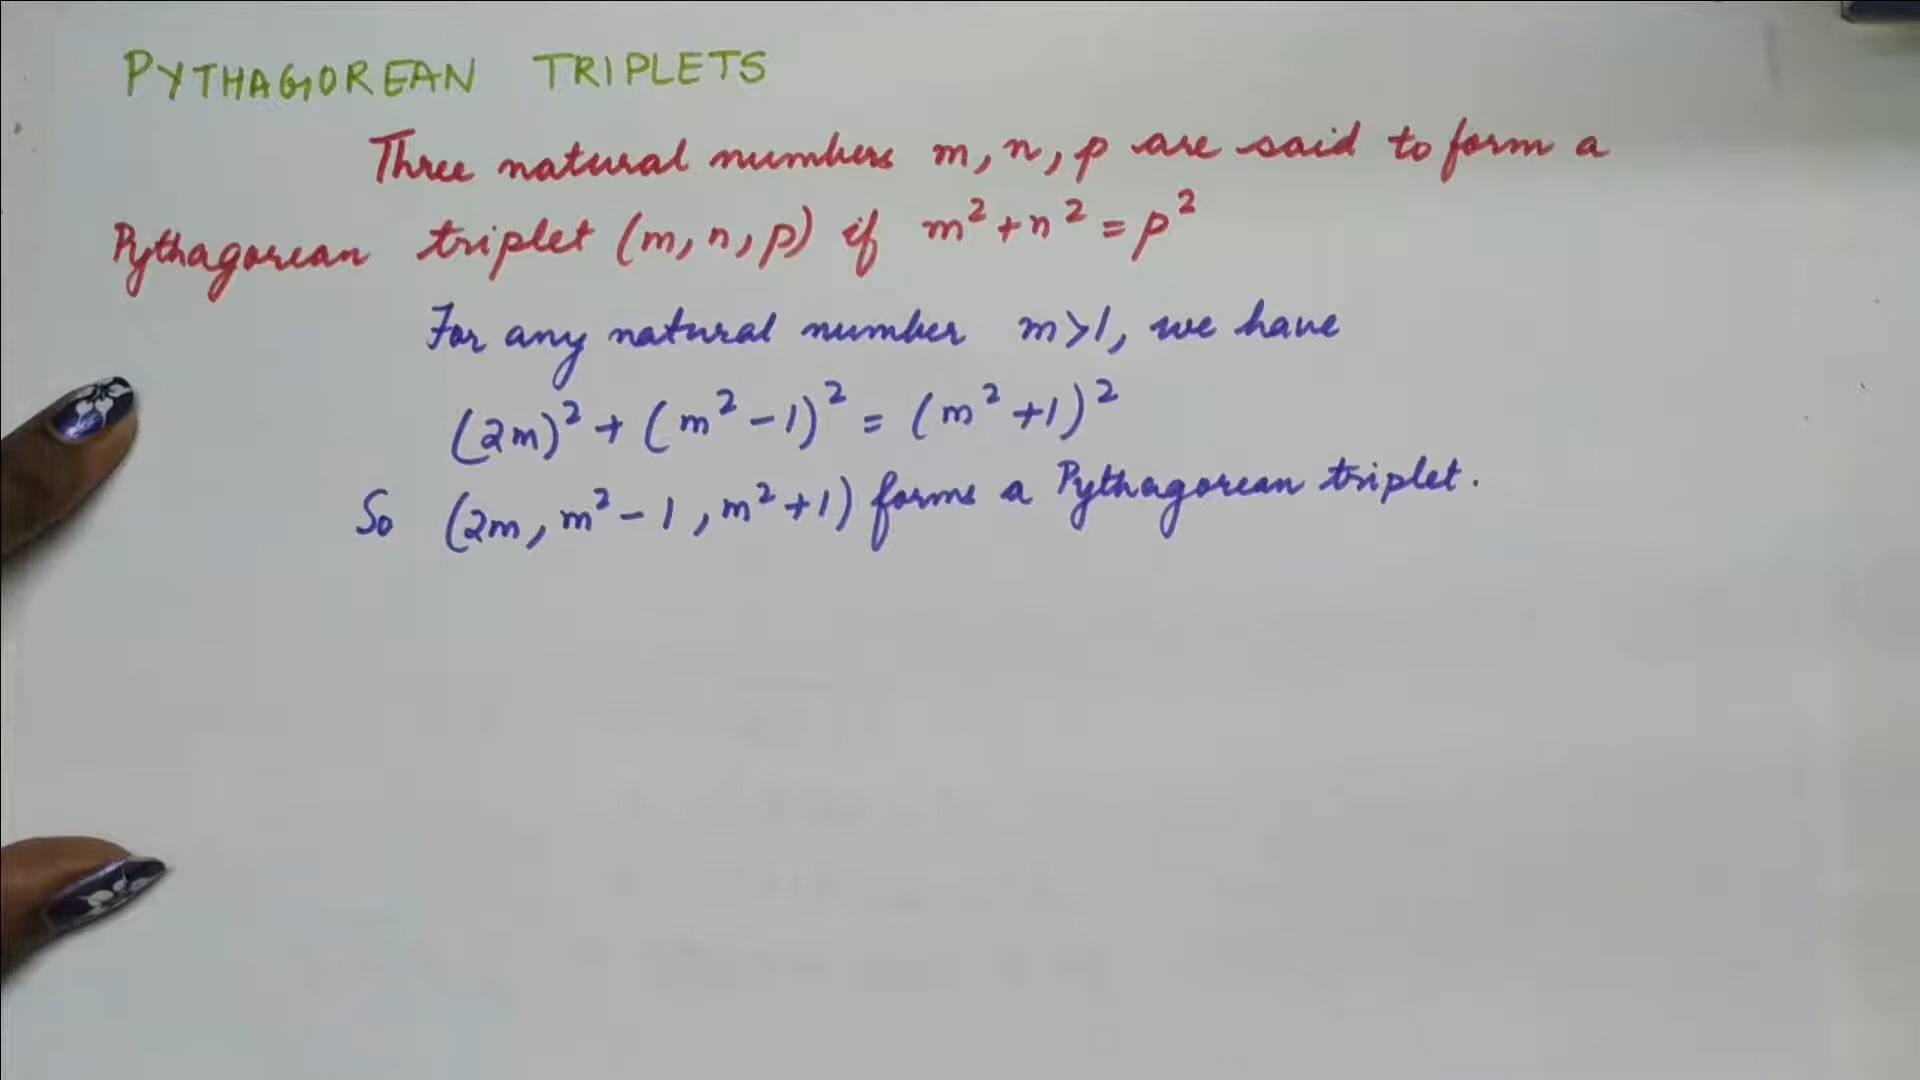 PYTHAGOREAN TRIPLETS
Three natural numbers m, n, p are said to form a
Pythagorean triplet (m, n, p) if m² + n² = p²
For any natural number m>1, we have
(2m)² + (m² - 1)² = (m² + 1)²
So (2m, m² - 1, m² + 1) forms a Pythagorean triplet.